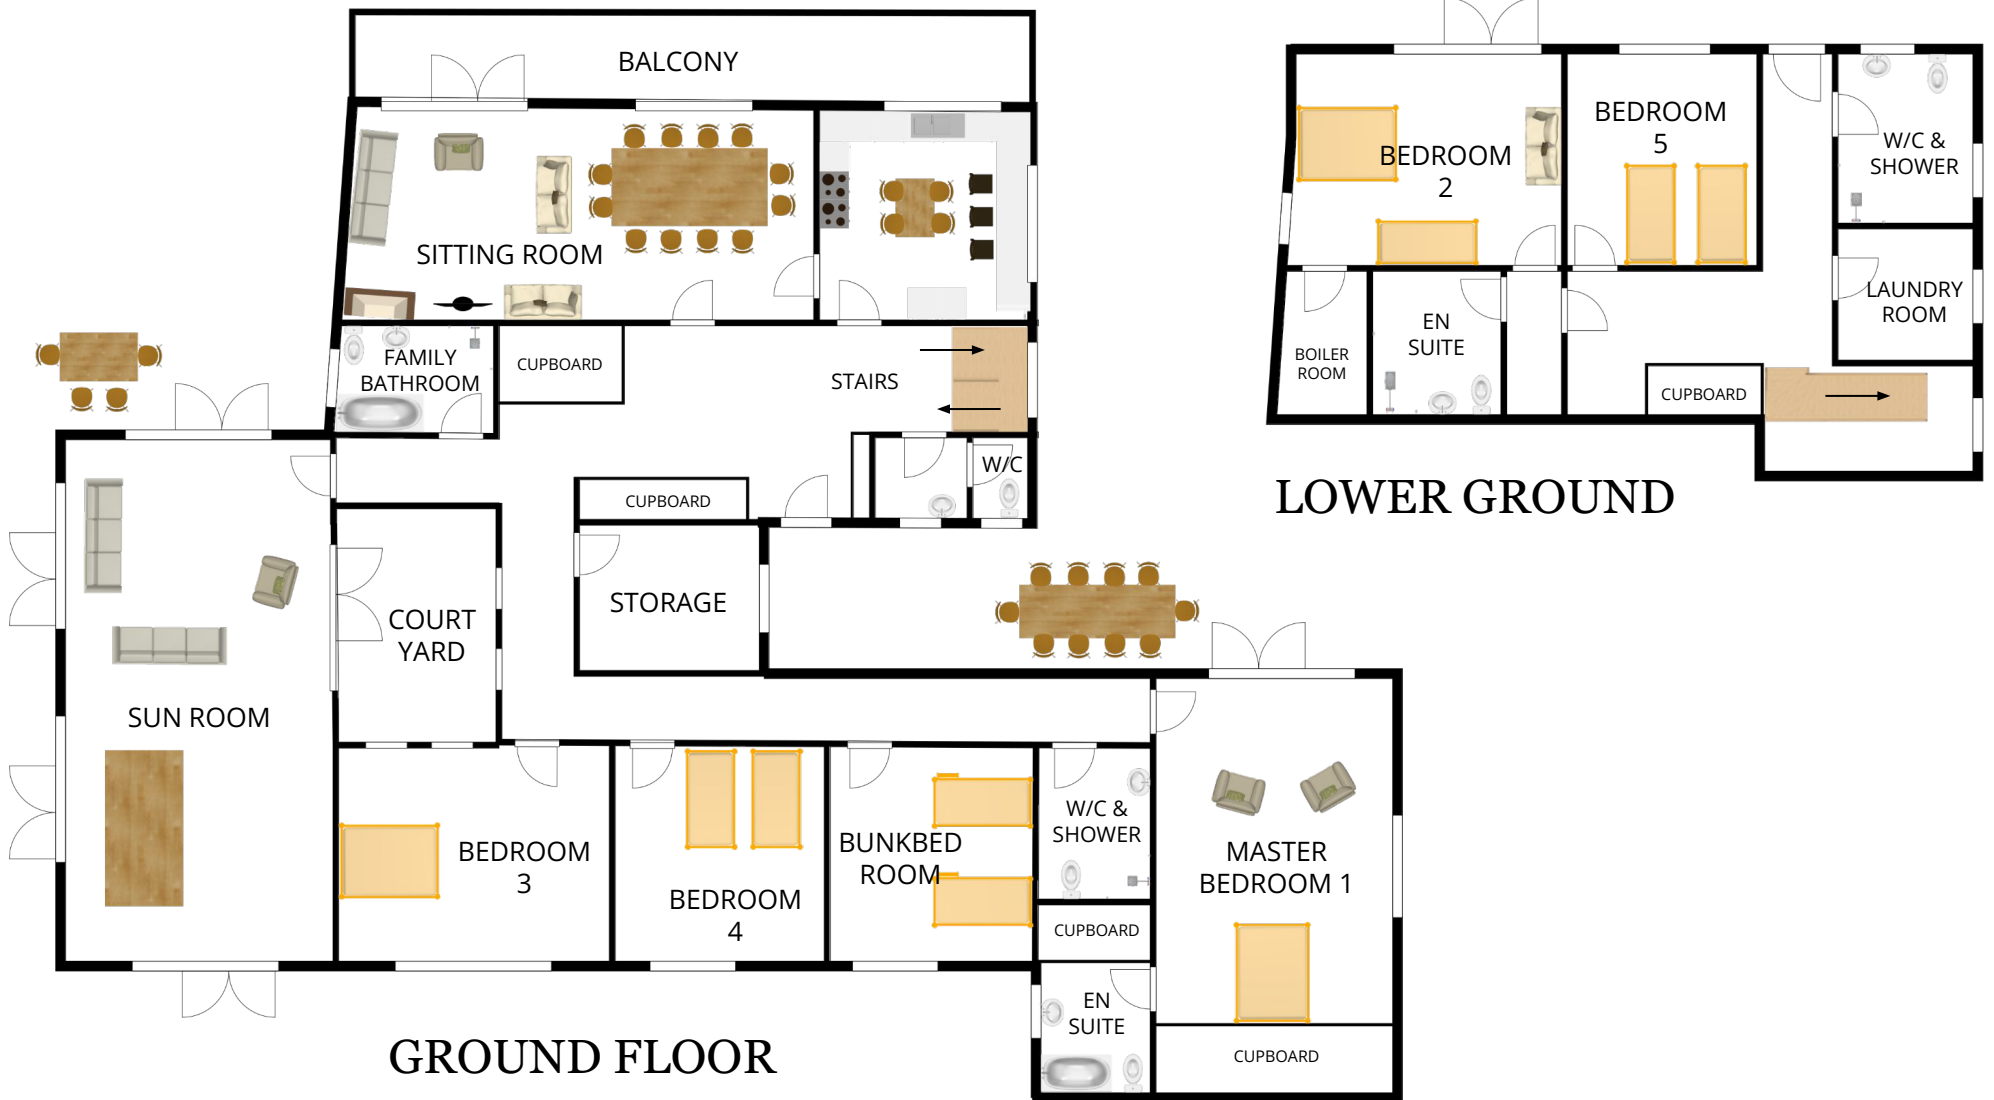 BALCONY
SITTING ROOM
FAMILY
BATHROOM
CUPBOARD
STAIRS
W/C
CUPBOARD
STORAGE
COURT
YARD
SUN ROOM
BEDROOM
3
BEDROOM
4
BUNKBED
ROOM
W/C &
SHOWER
CUPBOARD
EN
SUITE
MASTER
BEDROOM 1
CUPBOARD
GROUND FLOOR
BEDROOM
2
BEDROOM
5
W/C &
SHOWER
LAUNDRY
ROOM
BOILER
ROOM
EN
SUITE
CUPBOARD
LOWER GROUND